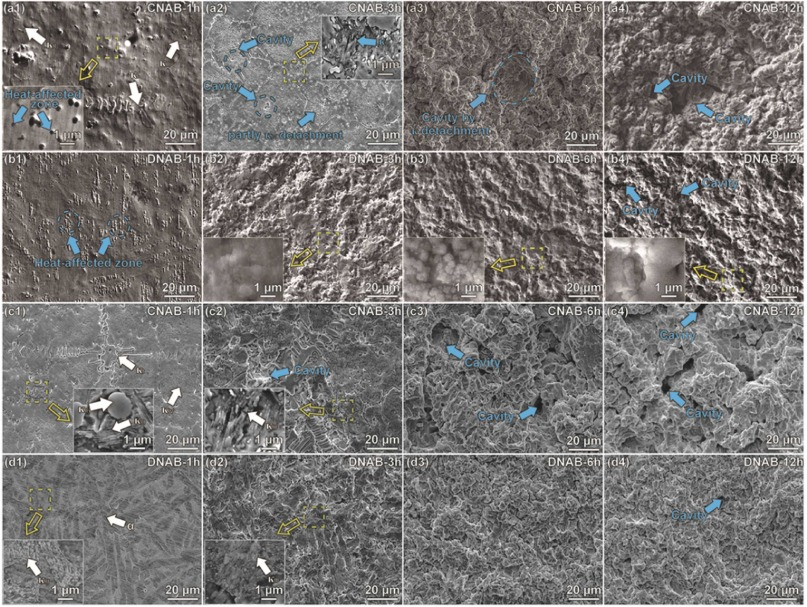 (a1) CNAB-1h
κ
κ
κ
Heat-affected
zone
1 μm
20 μm
(a2) CNAB-3h
Cavity
1 μm
Cavity
partly κ detachment
20 μm
(a3) CNAB-6h
Cavity by
detachment
20 μm
(a4) CNAB-12h
Cavity
Cavity
20 μm
(b1) DNAB-1h
Heat-affected zone
20 μm
(b2) DNAB-3h
1 μm
20 μm
(b3) DNAB-6h
1 μm
20 μm
(b4) DNAB-12h
Cavity
Cavity
1 μm
20 μm
(c1) CNAB-1h
κ
κ
κ
κ
1 μm
20 μm
(c2) CNAB-3h
Cavity
κ
1 μm
20 μm
(c3) CNAB-6h
Cavity
Cavity
20 μm
(c4) CNAB-12h
Cavity
Cavity
20 μm
(d1) DNAB-1h
α
κ
1 μm
20 μm
(d2) DNAB-3h
κ
1 μm
20 μm
(d3) DNAB-6h
20 μm
(d4) DNAB-12h
Cavity
20 μm